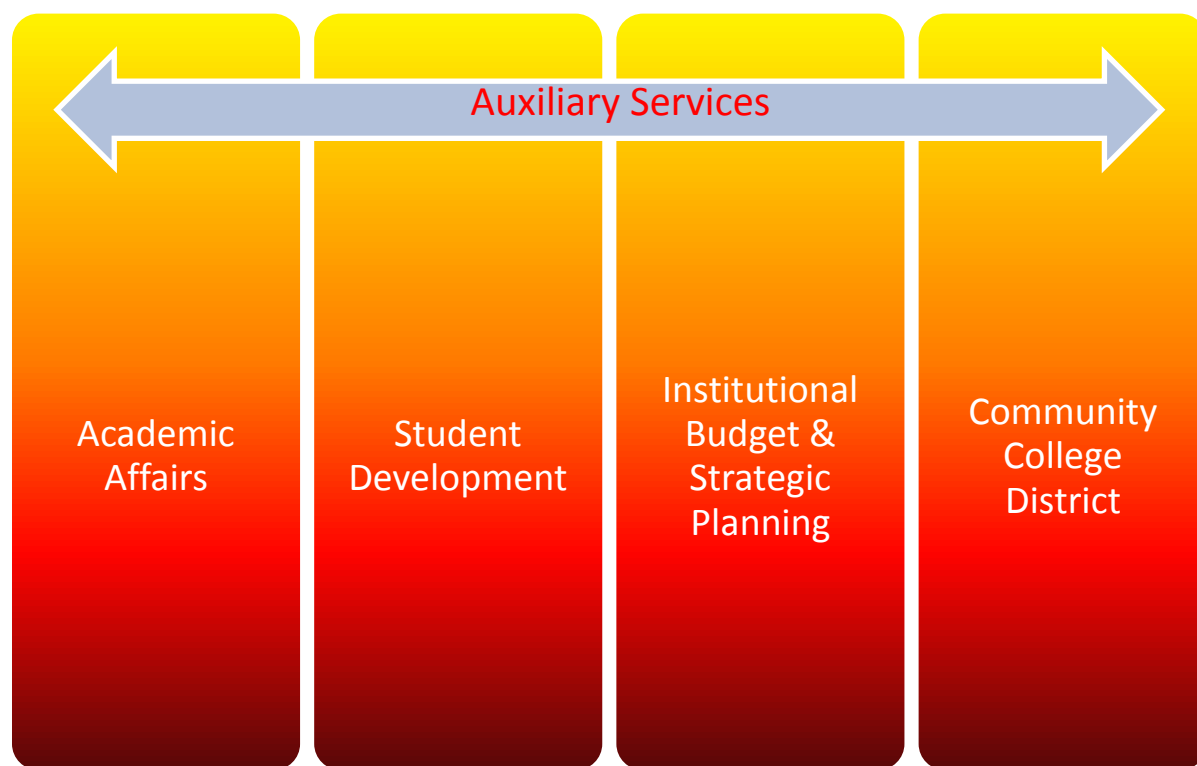 Auxiliary Services
Academic
Affairs
Student
Development
Institutional
Budget &
Strategic
Planning
Community
College
District